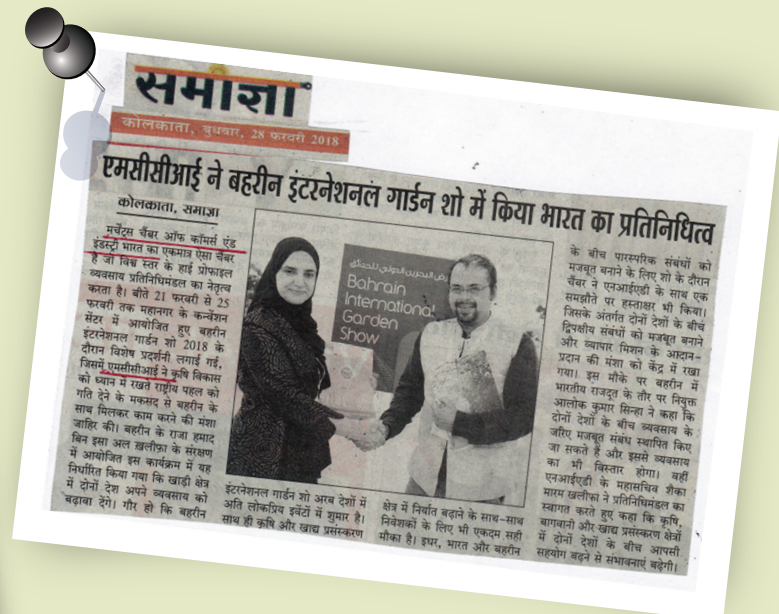 समाज्ञा
कोलकाता, बुधवार, 28 फरवरी 2018
एमसीसीआई ने बहरीन इंटरनेशनल गार्डन शो में किया भारत का प्रतिनिधित्व
कोलकाता, समाज्ञा
मर्चेंट्स चैंबर ऑफ कॉमर्स एंड
इंडस्ट्री भारत का एकमात्र ऐसा चैंबर
है जो विश्व स्तर के हाई प्रोफाइल
व्यवसाय प्रतिनिधिमंडल का नेतृत्व
करता है। बीते 21 फरवरी से 25
फरवरी तक महानगर के कन्वेंशन
सेंटर में आयोजित हुए बहरीन
इंटरनेशनल गार्डन शो 2018 के
दौरान विशेष प्रदर्शनी लगाई गई,
जिसमें एमसीसीआई ने कृषि विकास
को ध्यान में रखते राष्ट्रीय पहल को
गति देने के मकसद से बहरीन के
साथ मिलकर काम करने की मंशा
जाहिर की। बहरीन के राजा हमाद
बिन इसा अल खलीफ़ा के संरक्षण
में आयोजित इस कार्यक्रम में यह
निर्धारित किया गया कि खाड़ी क्षेत्र
में दोनों देश अपने व्यवसाय को
बढ़ावा देंगे। गौर हो कि बहरीन
Bahrain
International
Garden
Show
इंटरनेशनल गार्डन शो अरब देशों में
अति लोकप्रिय इवेंटों में शुमार है।
साथ ही कृषि और खाद्य प्रसंस्करण
क्षेत्र में निर्यात बढ़ाने के साथ-साथ
निवेशकों के लिए भी एकदम सही
मौका है। इधर, भारत और बहरीन
के बीच पारस्परिक संबंधों को
मजबूत बनाने के लिए शो के दौरान
चैंबर ने एनआईएडी के साथ एक
समझौते पर हस्ताक्षर भी किया।
जिसके अंतर्गत दोनों देशों के बीच
द्विपक्षीय संबंधों को मजबूत बनाने
और व्यापार मिशन के आदान-
प्रदान की मंशा को केंद्र में रखा
गया। इस मौके पर बहरीन में
भारतीय राजदूत के तौर पर नियुक्त
आलोक कुमार सिन्हा ने कहा कि
दोनों देशों के बीच व्यवसाय के
जरिए मजबूत संबंध स्थापित किए
जा सकते हैं और इससे व्यवसाय
का भी विस्तार होगा। वहीं
एनआईएडी के महासचिव शैका
मारम खलीफा ने प्रतिनिधिमंडल का
स्वागत करते हुए कहा कि कृषि,
बागवानी और खाद्य प्रसंस्करण क्षेत्रों
में दोनों देशों के बीच आपसी
सहयोग बढ़ने से संभावनाएं बढ़ेगी।